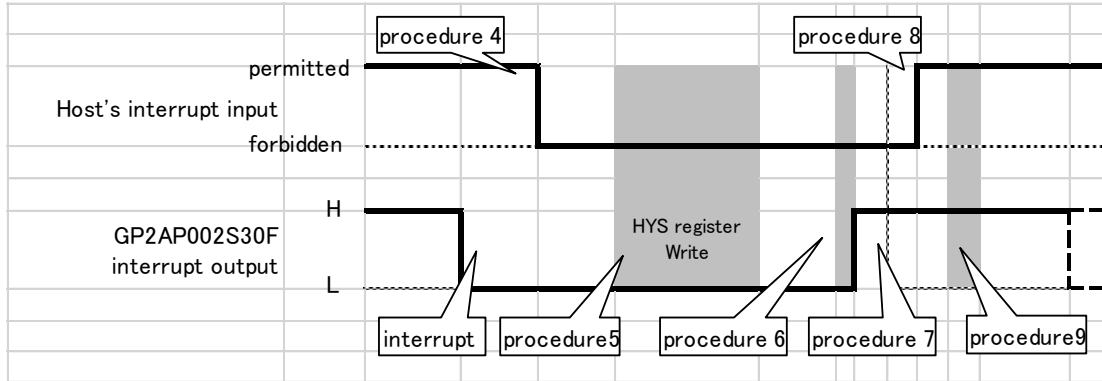 procedure 4
procedure 8
permitted
Host's interrupt input
forbidden
H
GP2AP002S30F
interrupt output
HYS register
Write
L
interrupt
procedure5
procedure 6
procedure 7
procedure9